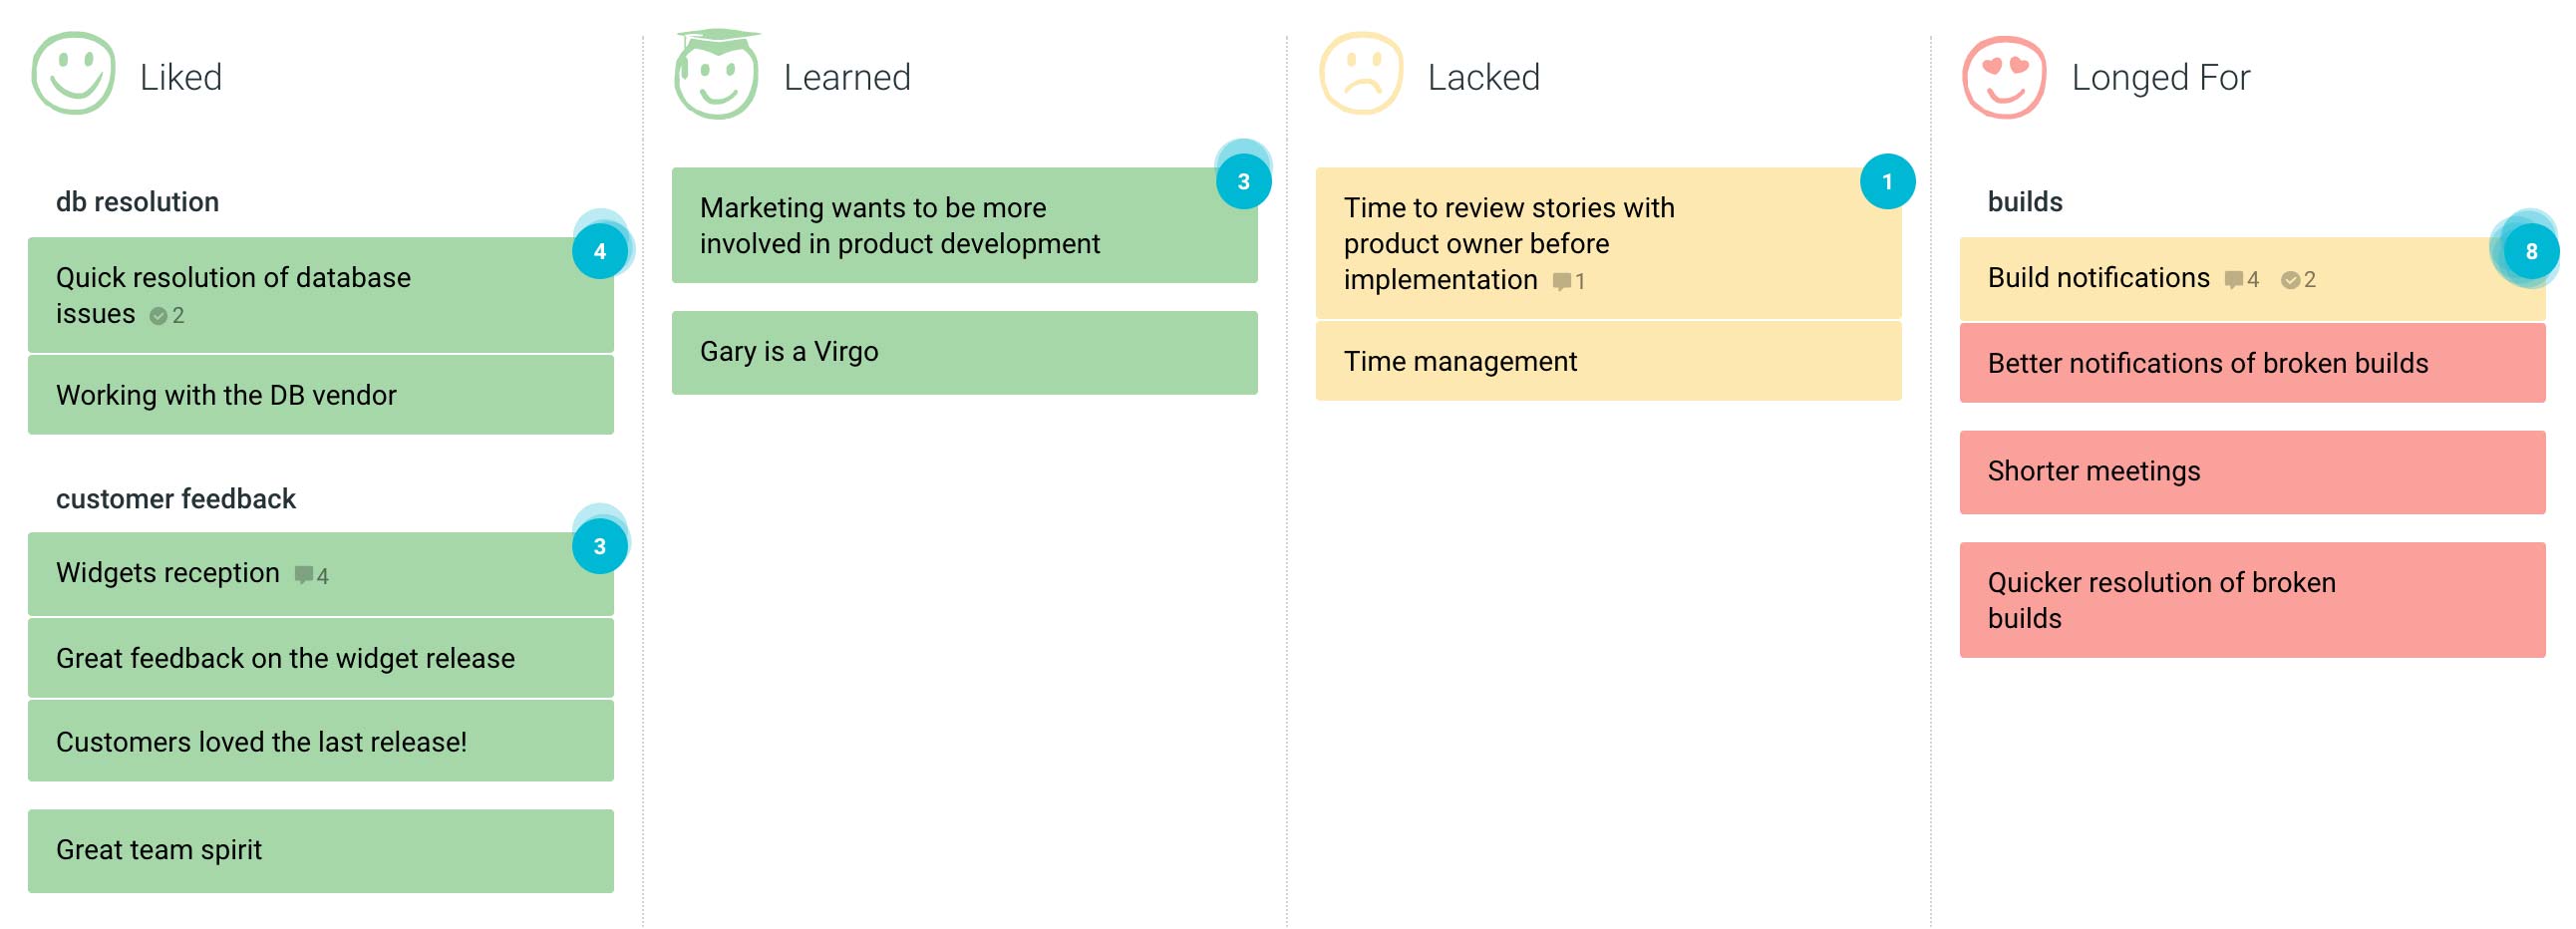 Liked
db resolution
4
Quick resolution of database
issues 2
Working with the DB vendor
customer feedback
3
Widgets reception 4
Great feedback on the widget release
Customers loved the last release!
Great team spirit
Learned
3
Marketing wants to be more
involved in product development
Gary is a Virgo
Lacked
1
Time to review stories with
product owner before
implementation 1
Time management
Longed For
builds
8
Build notifications 4 2
Better notifications of broken builds
Shorter meetings
Quicker resolution of broken
builds